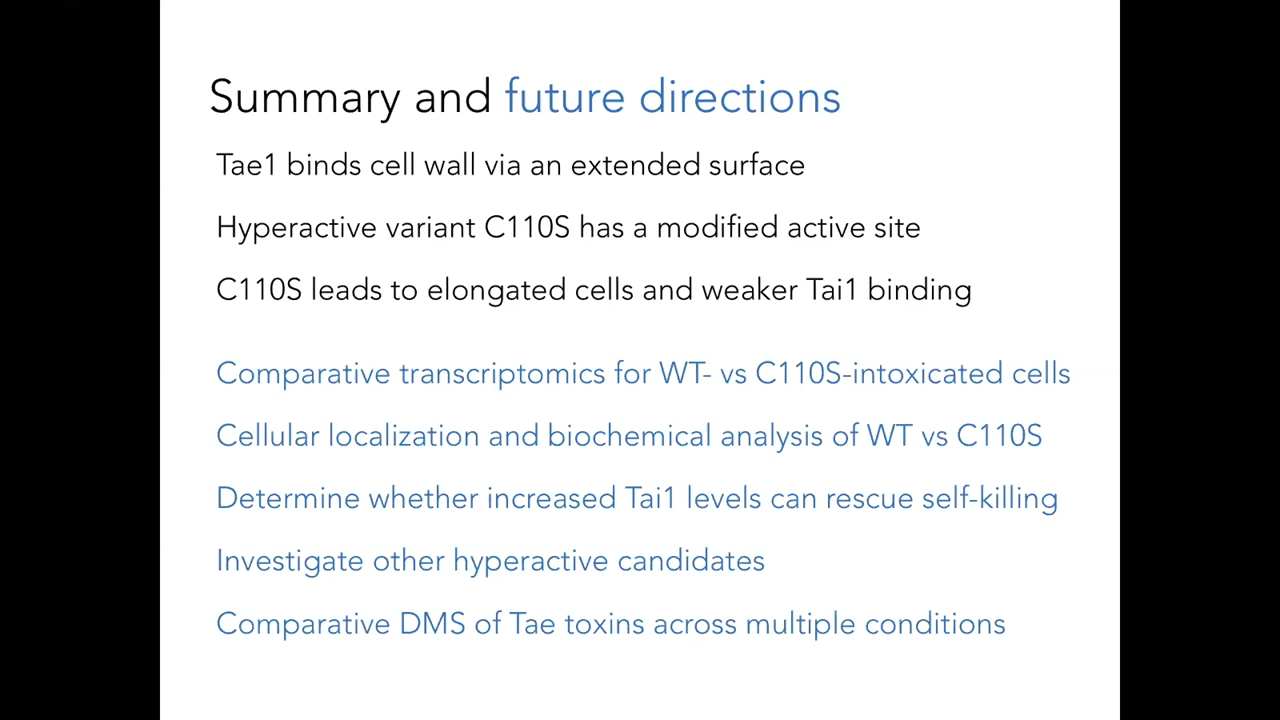 Summary and future directions
Tae1 binds cell wall via an extended surface
Hyperactive variant C110S has a modified active site
C110S leads to elongated cells and weaker Tai1 binding
Comparative transcriptomics for WT- vs C110S-intoxicated cells
Cellular localization and biochemical analysis of WT vs C110S
Determine whether increased Tai1 levels can rescue self-killing
Investigate other hyperactive candidates
Comparative DMS of Tae toxins across multiple conditions